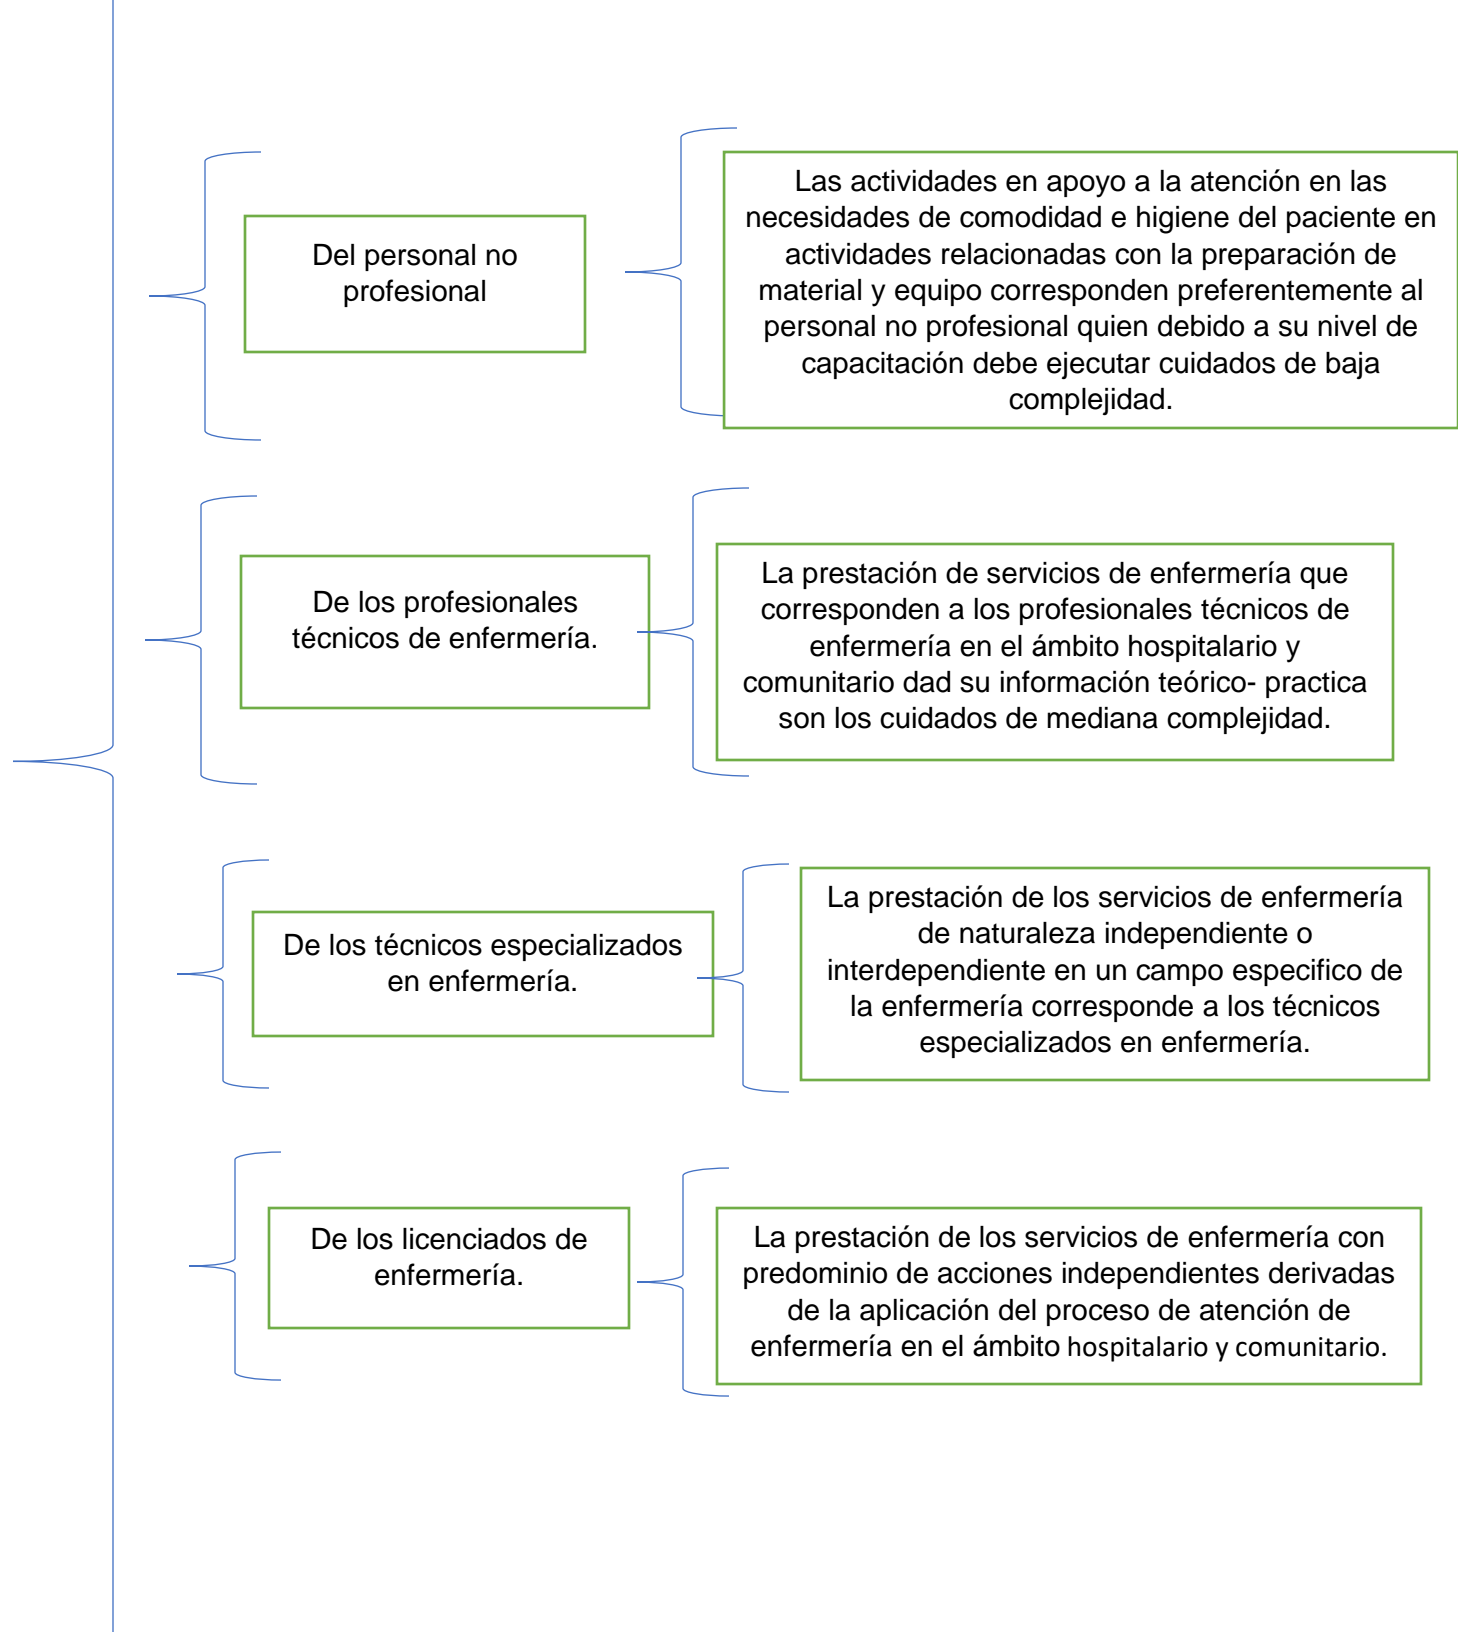 Del personal no
profesional
Las actividades en apoyo a la atención en las
necesidades de comodidad e higiene del paciente en
actividades relacionadas con la preparación de
material y equipo corresponden preferentemente al
personal no profesional quien debido a su nivel de
capacitación debe ejecutar cuidados de baja
complejidad.
De los profesionales
técnicos de enfermería.
La prestación de servicios de enfermería que
corresponden a los profesionales técnicos de
enfermería en el ámbito hospitalario y
comunitario dad su información teórico- practica
son los cuidados de mediana complejidad.
De los técnicos especializados
en enfermería.
La prestación de los servicios de enfermería
de naturaleza independiente o
interdependiente en un campo especifico de
la enfermería corresponde a los técnicos
especializados en enfermería.
De los licenciados de
enfermería.
La prestación de los servicios de enfermería con
predominio de acciones independientes derivadas
de la aplicación del proceso de atención de
enfermería en el ámbito hospitalario y comunitario.